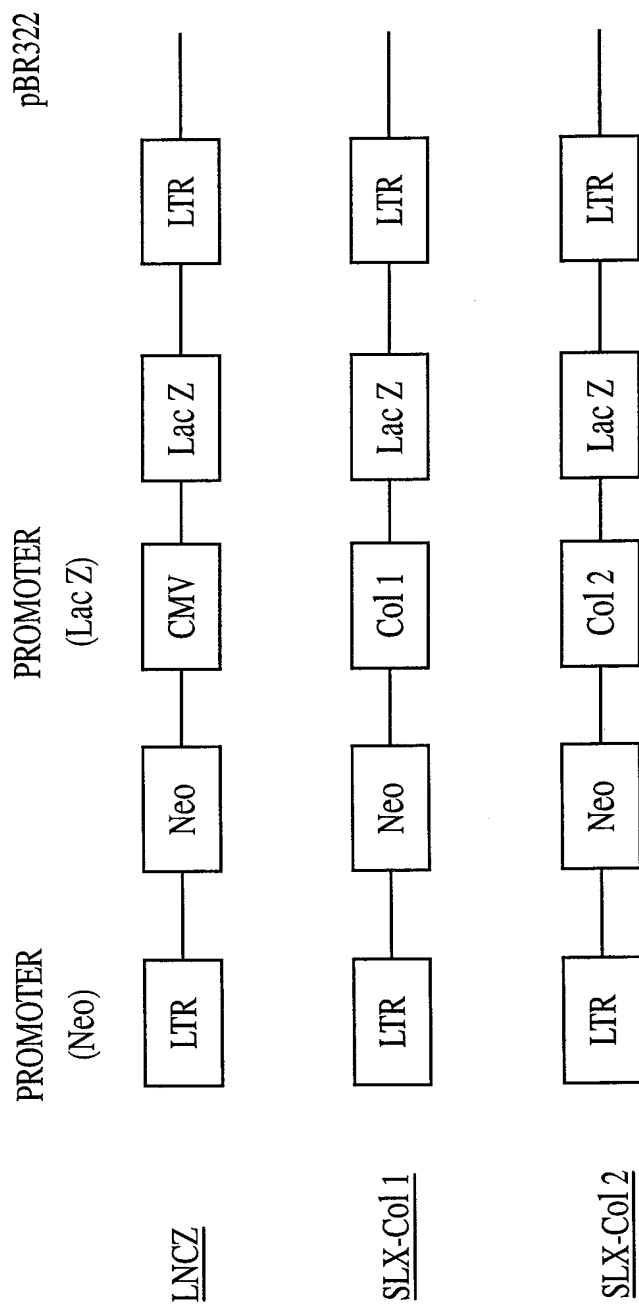 PROMOTER PROMOTER pBR322
(Neo) (Lac Z)
LNCZ LTR Neo CMV Lac Z LTR
SLX-Col 1 LTR Neo Col 1 Lac Z LTR
SLX-Col 2 LTR Neo Col 2 Lac Z LTR